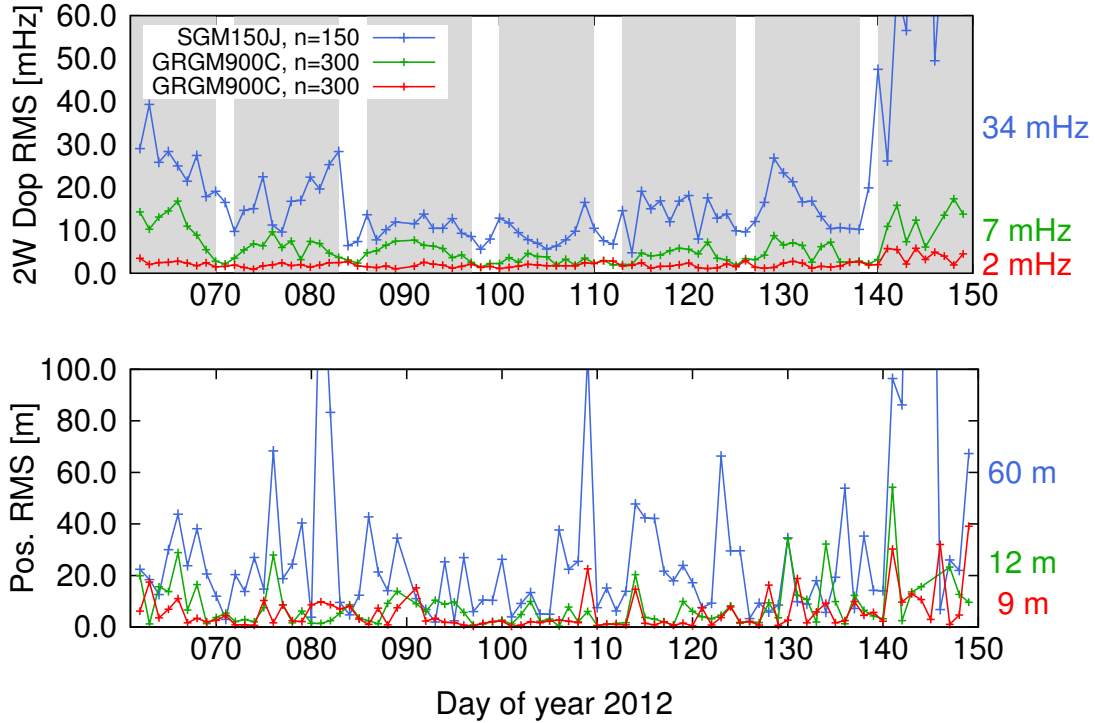 2W Dop RMS [mHz]
60.0
50.0
40.0
30.0
20.0
10.0
0.0
SGM150J, n=150
GRGM900C, n=300
GRGM900C, n=300
34 mHz
7 mHz
2 mHz
070 080 090 100 110 120 130 140 150
Pos. RMS [m]
100.0
80.0
60.0
40.0
20.0
0.0
60 m
12 m
9 m
070 080 090 100 110 120 130 140 150
Day of year 2012